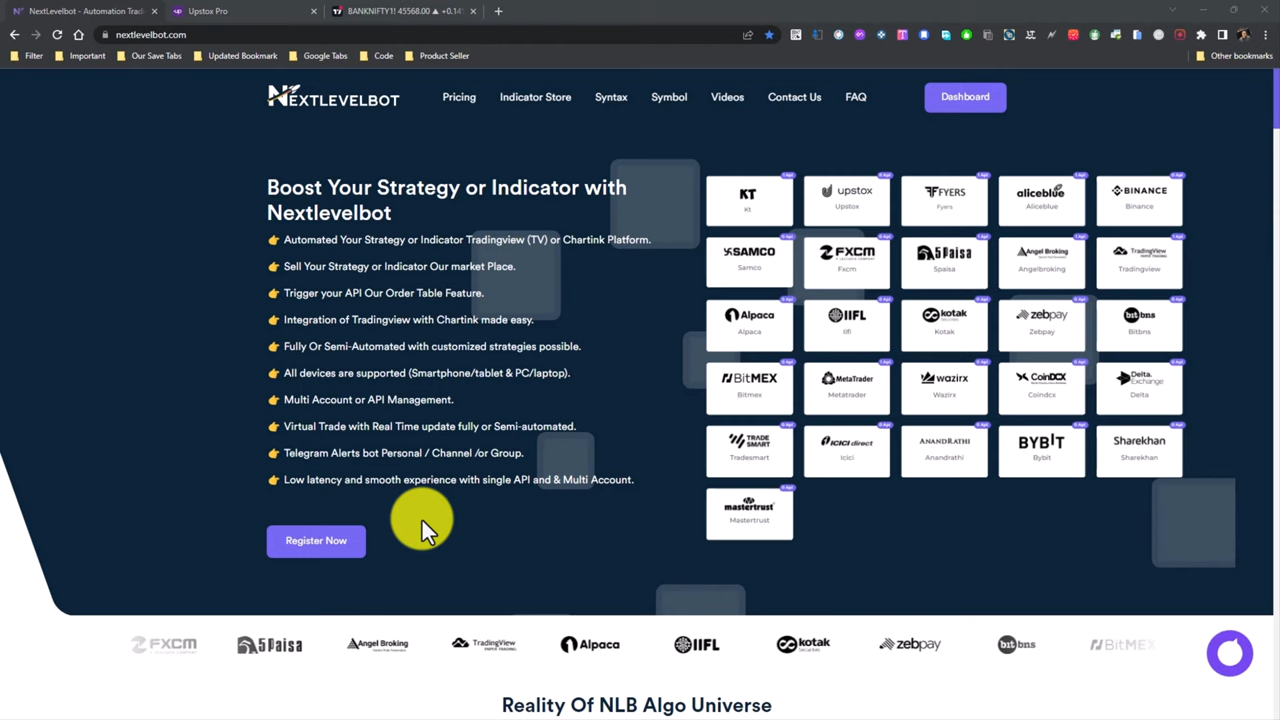 NextLevelbot - Automation Trad
Upstox Pro
BANKNIFTY1! 45568.00 ▲ +0.14
nextlevelbot.com
Filter
Important
Our Save Tabs
Updated Bookmark
Google Tabs
Code
Product Seller
Other bookmarks
NEXTLEVELBOT
Pricing
Indicator Store
Syntax
Symbol
Videos
Contact Us
FAQ
Dashboard
Boost Your Strategy or Indicator with
Nextlevelbot
Automated Your Strategy or Indicator Tradingview (TV) or Chartink Platform.
Sell Your Strategy or Indicator Our market Place.
Trigger your API Our Order Table Feature.
Integration of Tradingview with Chartink made easy.
Fully Or Semi-Automated with customized strategies possible.
All devices are supported (Smartphone/tablet & PC/laptop).
Multi Account or API Management.
Virtual Trade with Real Time update fully or Semi-automated.
Telegram Alerts bot Personal / Channel /or Group.
Low latency and smooth experience with single API and & Multi Account.
Register Now
KT
Kt
upstox
Upstox
FYERS
Fyers
aliceblue
Aliceblue
BINANCE
Binance
SAMCO
Samco
FXCM
Fxcm
5paisa
5paisa
Angel Broking
Angelbroking
TradingView
Tradingview
Alpaca
Alpaca
IIFL
Iifl
kotak
Kotak
zebpay
Zebpay
bitbns
Bitbns
BitMEX
Bitmex
MetaTrader
Metatrader
wazirx
Wazirx
CoinDCX
Coindcx
Delta Exchange
Delta
TRADE SMART
Tradesmart
ICICI direct
Icici
ANANDRATHI
Anandrathi
BYBIT
Bybit
Sharekhan
Sharekhan
mastertrust
Mastertrust
FXCM
5paisa
Angel Broking
TradingView
Alpaca
IIFL
kotak
zebpay
bitbns
BitMEX
Reality Of NLB Algo Universe